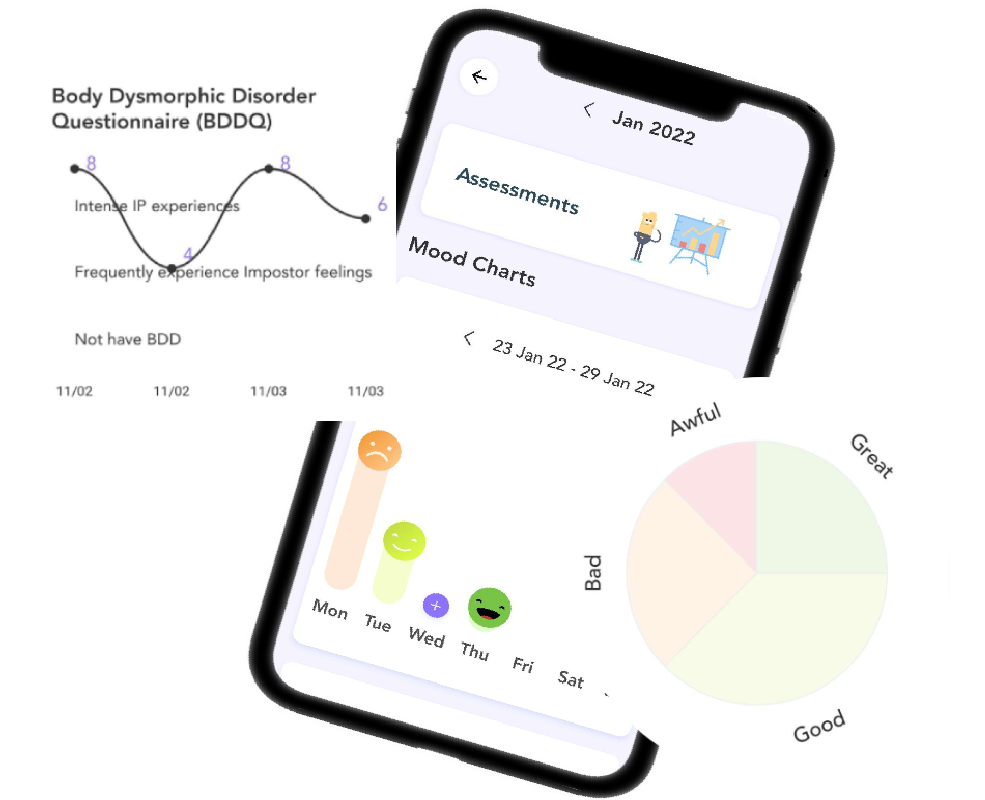 Body Dysmorphic Disorder
Questionnaire (BDDQ)
8
8
6
Intense IP experiences
4
Frequently experience Impostor feelings
Not have BDD
11/02
11/02
11/03
11/03
Jan 2022
Assessments
Mood Charts
23 Jan 22 - 29 Jan 22
Mon
Tue
Wed
Thu
Fri
Sat
Awful
Great
Bad
Good